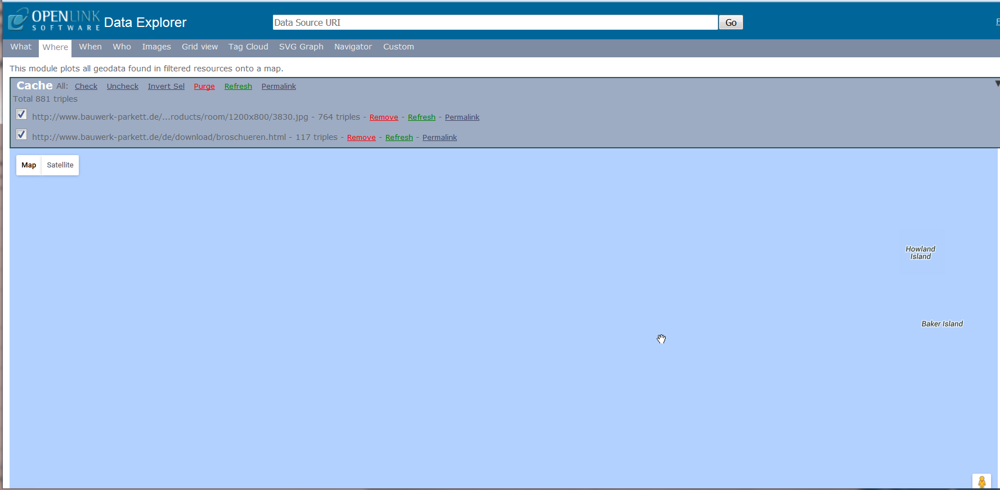 OPENLINK
SOFTWARE
Data Explorer
Data Source URI
Go
What Where When Who Images Grid view Tag Cloud SVG Graph Navigator Custom
This module plots all geodata found in filtered resources onto a map.
Cache All: Check Uncheck Invert Sel Purge Refresh Permalink
Total 881 triples
http://www.bauwerk-parkett.de/...roducts/room/1200x800/3830.jpg - 764 triples - Remove - Refresh - Permalink
http://www.bauwerk-parkett.de/de/download/broschueren.html - 117 triples - Remove - Refresh - Permalink
Map Satellite
Howland
Island
Baker Island